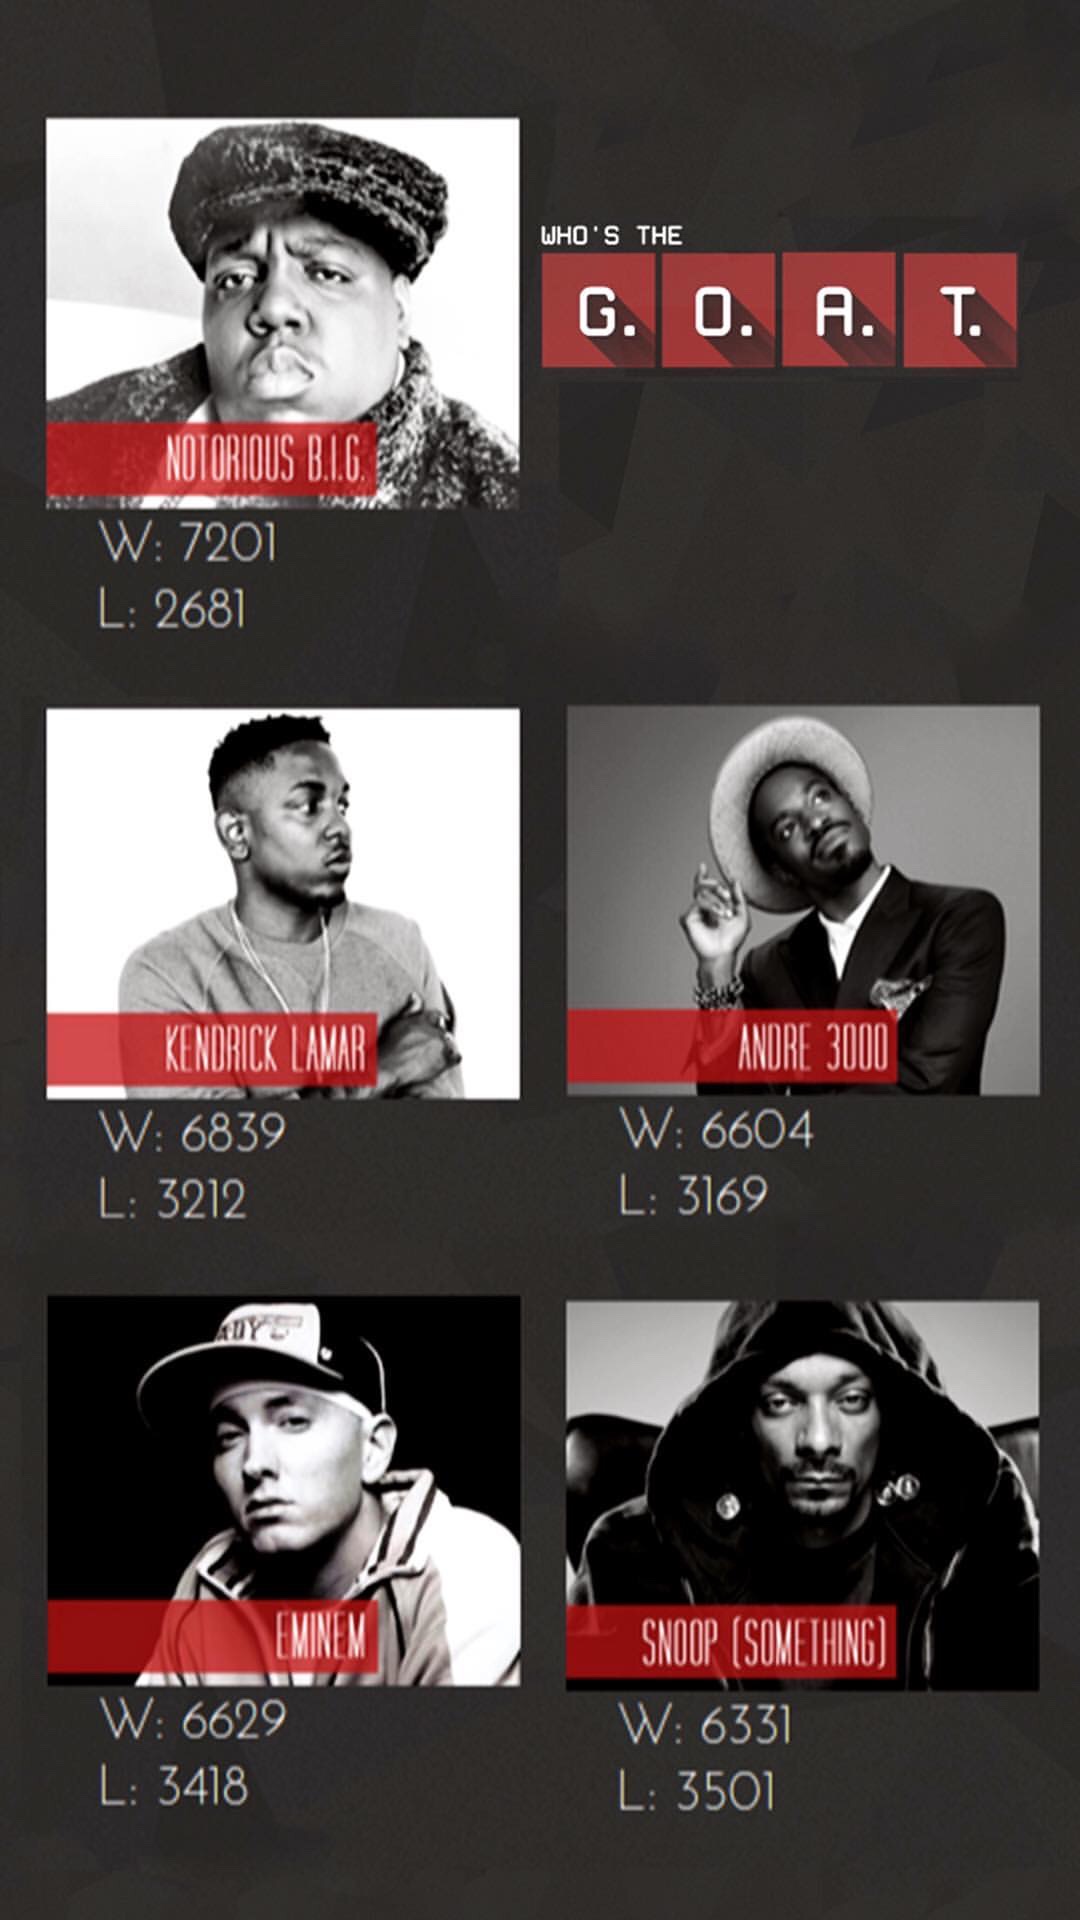 WHO'S THE
G. O. A. T.
NOTORIOUS B.I.G.
W: 7201
L: 2681
KENDRICK LAMAR
W: 6839
L: 3212
ANDRE 3000
W: 6604
L: 3169
ADY
EMINEM
W: 6629
L: 3418
SNOOP (SOMETHING)
W: 6331
L: 3501